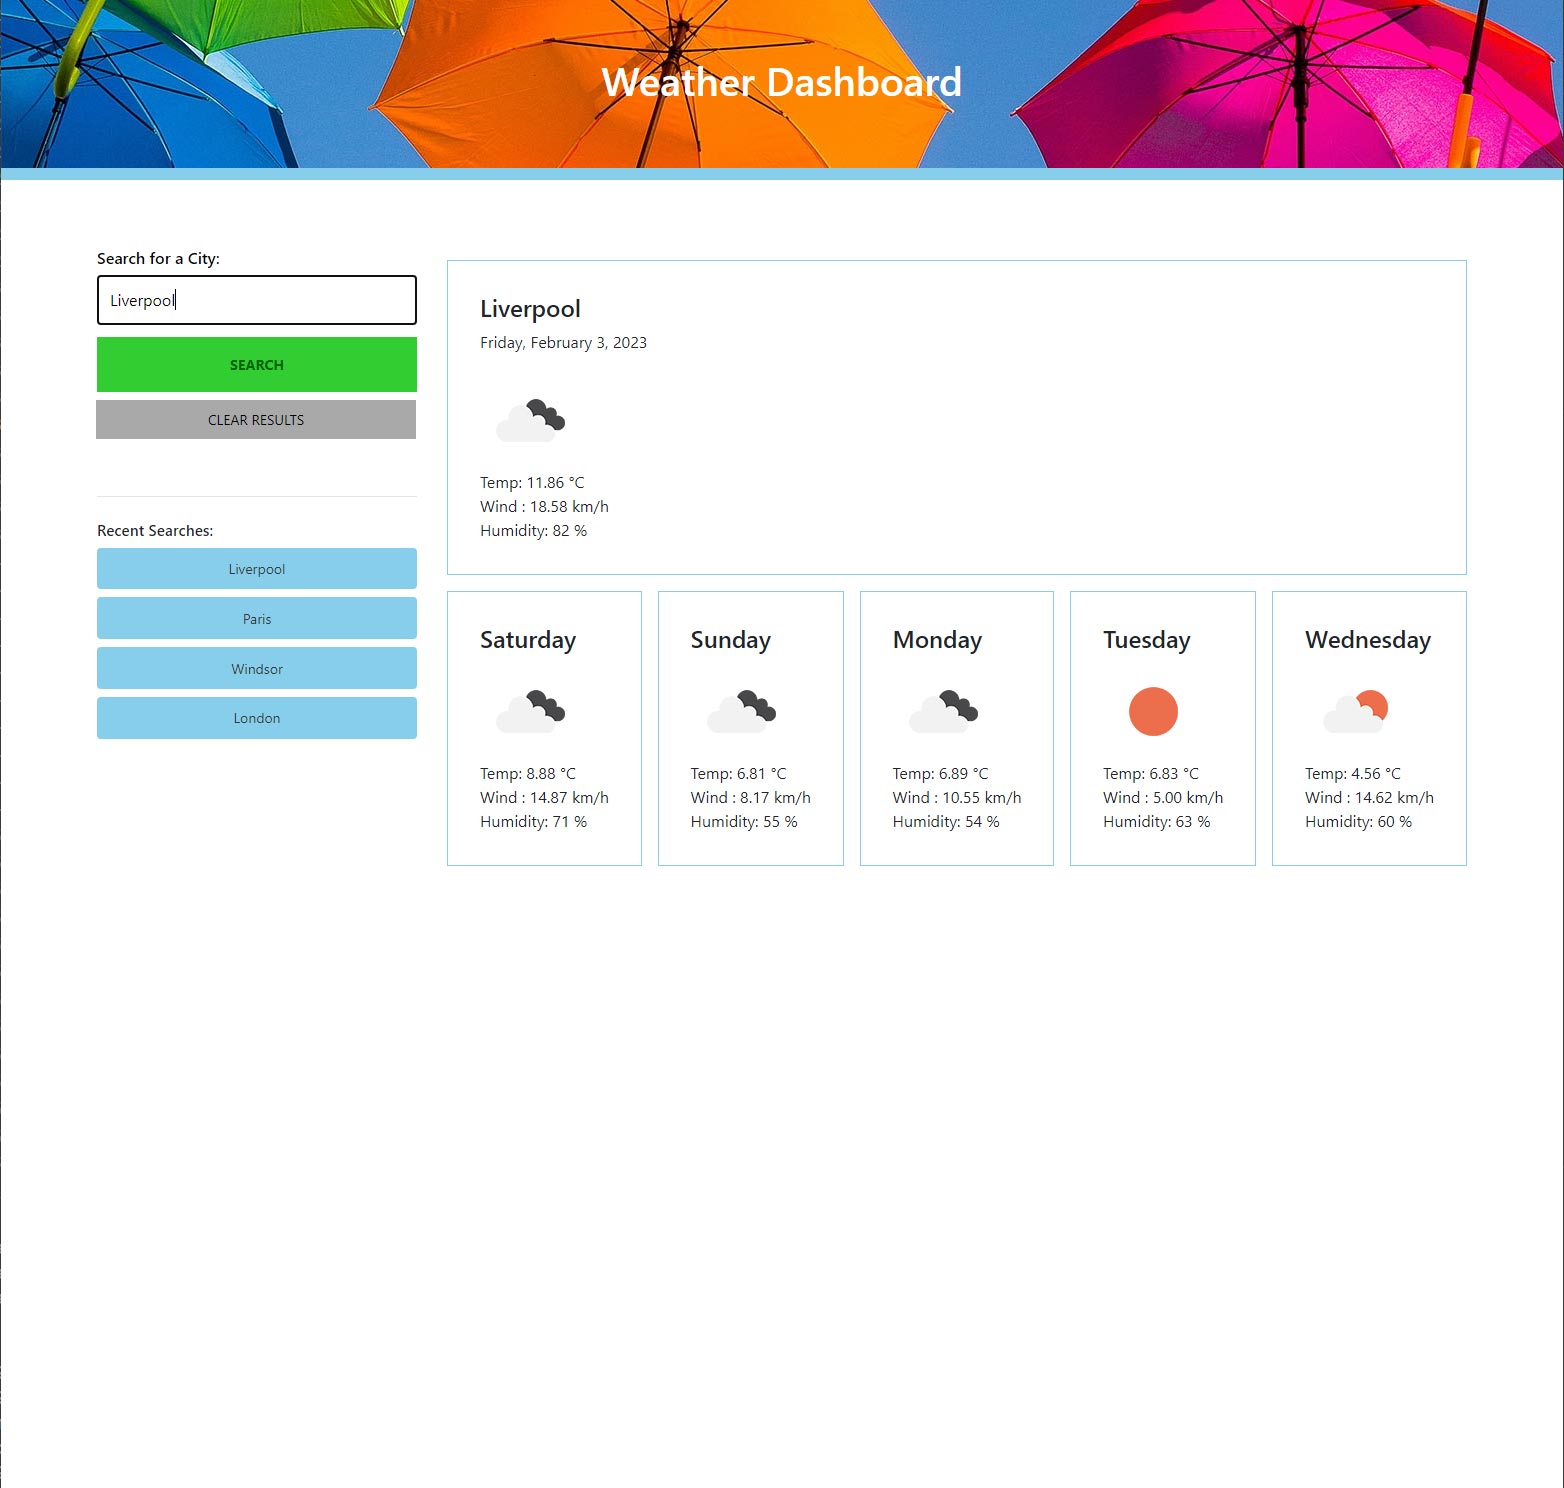 Weather Dashboard
Search for a City:
Liverpool
SEARCH
CLEAR RESULTS
Recent Searches:
Liverpool
Paris
Windsor
London
Liverpool
Friday, February 3, 2023
Temp: 11.86 °C
Wind : 18.58 km/h
Humidity: 82 %
Saturday
Temp: 8.88 °C
Wind : 14.87 km/h
Humidity: 71 %
Sunday
Temp: 6.81 °C
Wind : 8.17 km/h
Humidity: 55 %
Monday
Temp: 6.89 °C
Wind : 10.55 km/h
Humidity: 54 %
Tuesday
Temp: 6.83 °C
Wind : 5.00 km/h
Humidity: 63 %
Wednesday
Temp: 4.56 °C
Wind : 14.62 km/h
Humidity: 60 %